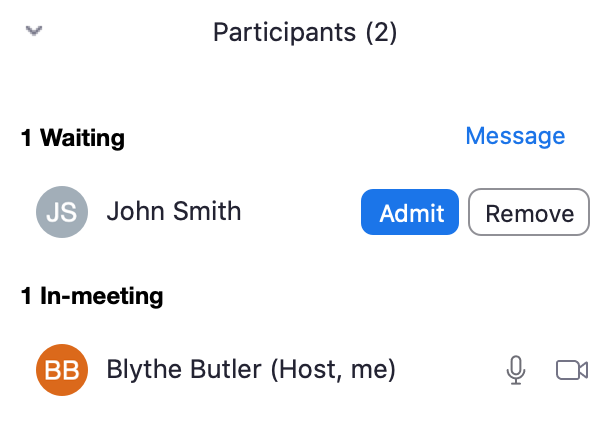 Participants (2)
1 Waiting Message
JS John Smith Admit Remove
1 In-meeting
BB Blythe Butler (Host, me)